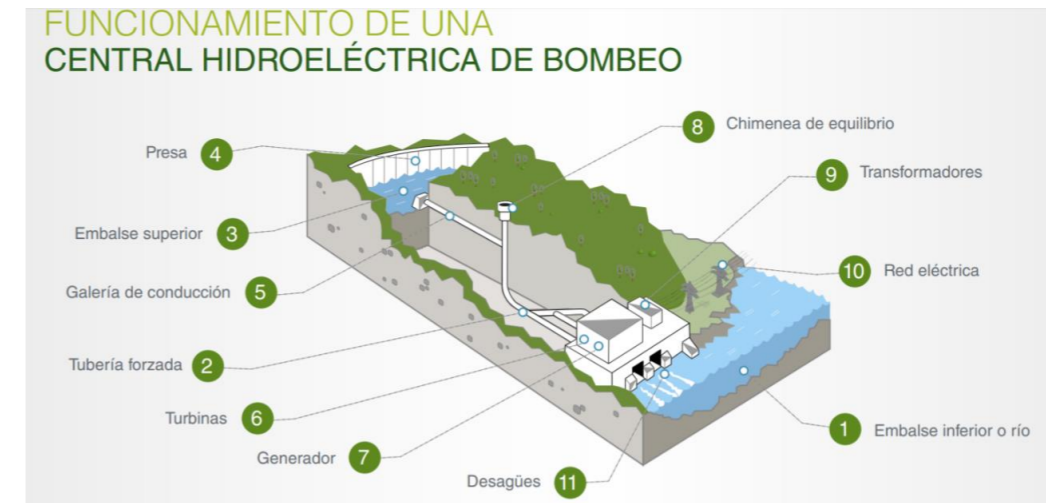 FUNCIONAMIENTO DE UNA
CENTRAL HIDROELÉCTRICA DE BOMBEO
8 Chimenea de equilibrio
Presa 4
9 Transformadores
Embalse superior 3
10 Red eléctrica
Galería de conducción 5
Tubería forzada 2
Turbinas 6
1 Embalse inferior o río
Generador 7
Desagües 11